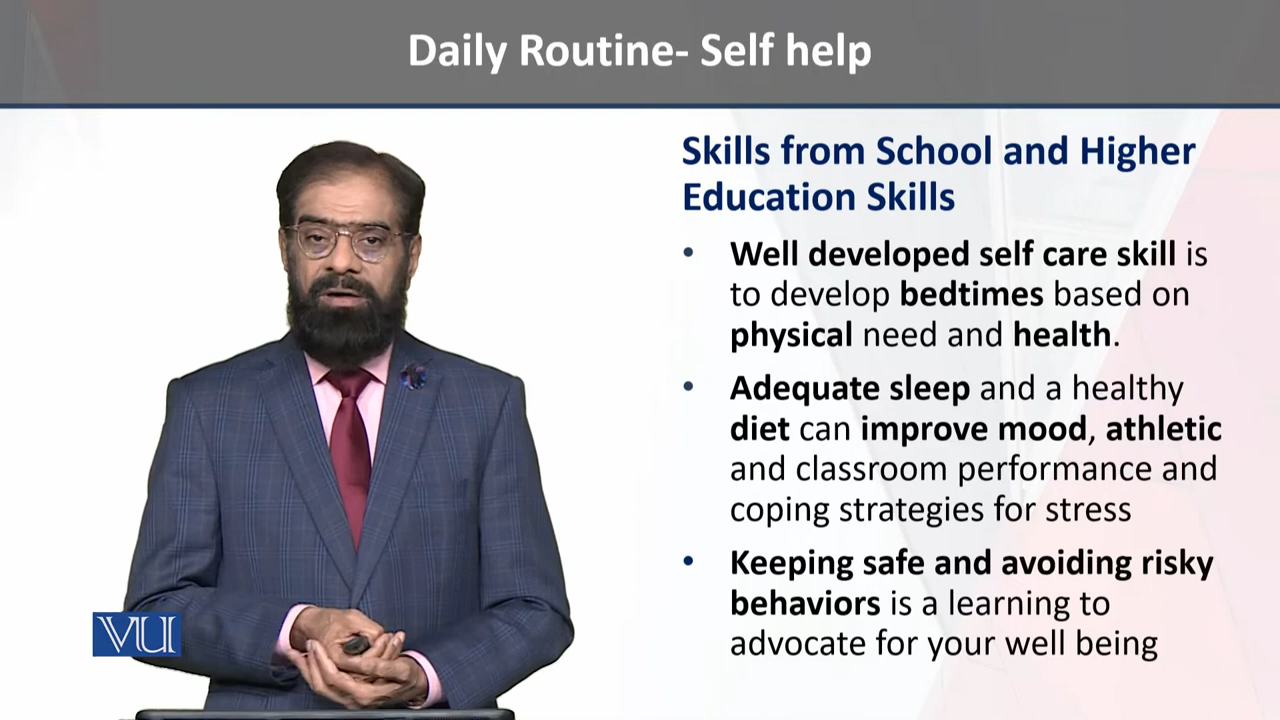 Daily Routine- Self help
Skills from School and Higher
Education Skills
• Well developed self care skill is
to develop bedtimes based on
physical need and health.
• Adequate sleep and a healthy
diet can improve mood, athletic
and classroom performance and
coping strategies for stress
• Keeping safe and avoiding risky
behaviors is a learning to
advocate for your well being
VU